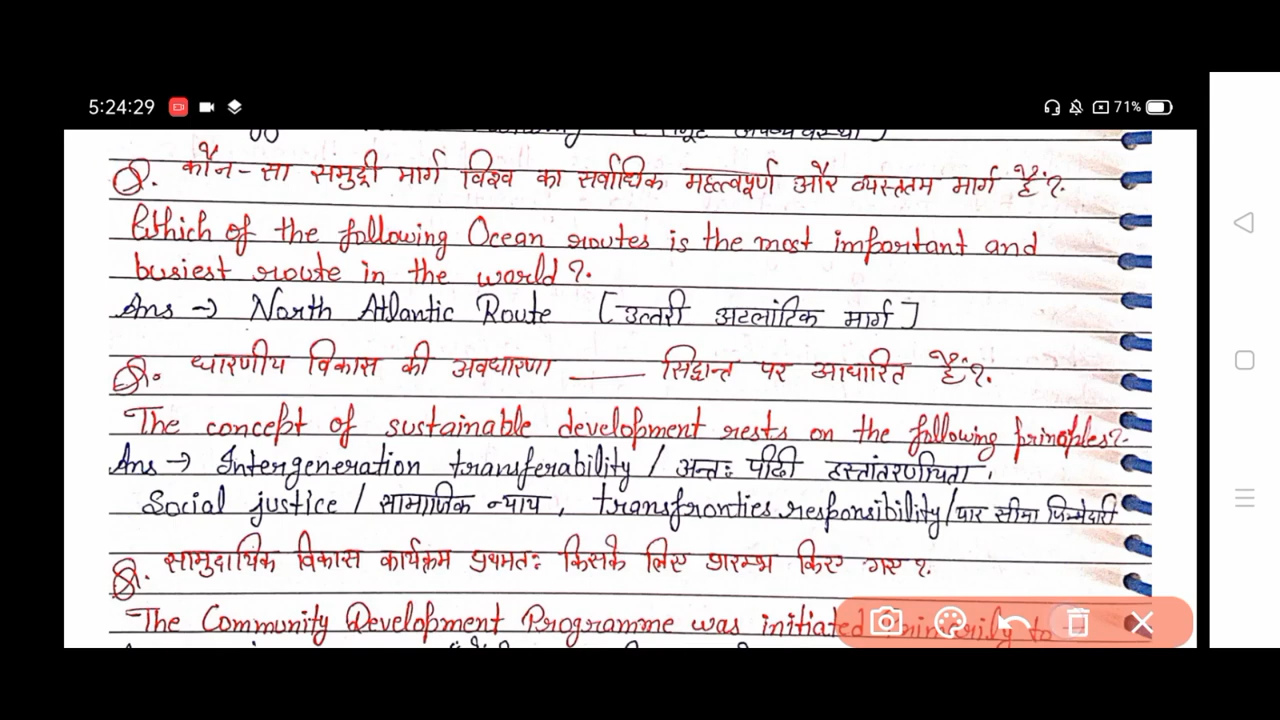 5:24:29
71%
Q. कौन-सा समुद्री मार्ग विश्व का सर्वाधिक महत्वपूर्ण और व्यस्ततम मार्ग है?.
Which of the following Ocean routes is the most important and
busiest route in the world?.
Ans → North Atlantic Route [उत्तरी अटलांटिक मार्ग]
Q. धारणीय विकास की अवधारणा ____ सिद्धान्त पर आधारित है?.
The concept of sustainable development rests on the following principles?.
Ans → Intergeneration transferability / अन्तः पीढी हस्तांतरणीयता,
Social justice / सामाजिक न्याय, transfronties responsibility/पार सीमा जिम्मेदारी
Q. सामुदायिक विकास कार्यक्रम प्रथमतः किसके लिए प्रारम्भ किए गए?.
The Community Development Programme was initiated to